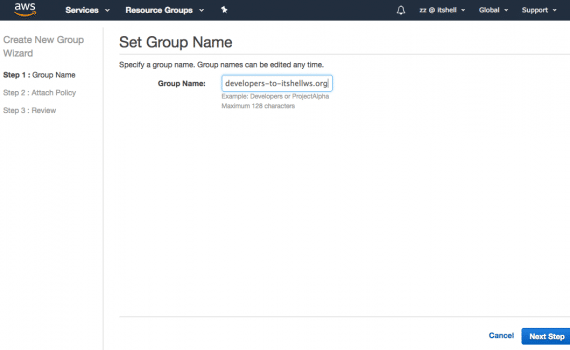 aws
Services Resource Groups zz @ itshell Global Support
Create New Group
Wizard
Step 1 : Group Name
Step 2 : Attach Policy
Step 3 : Review
Set Group Name
Specify a group name. Group names can be edited any time.
Group Name: developers-to-itshellws.org
Example: Developers or ProjectAlpha
Maximum 128 characters
Cancel Next Step